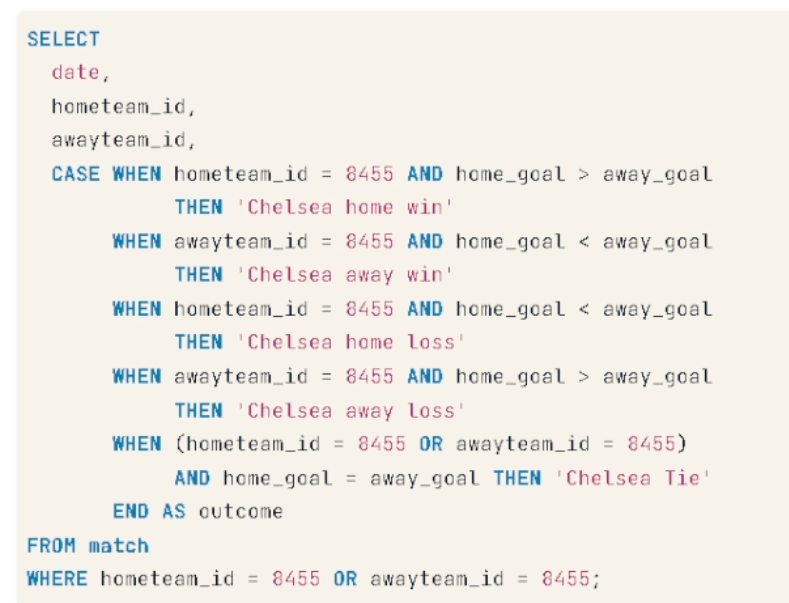 SELECT
date,
hometeam_id,
awayteam_id,
CASE WHEN hometeam_id = 8455 AND home_goal > away_goal
THEN 'Chelsea home win'
WHEN awayteam_id = 8455 AND home_goal < away_goal
THEN 'Chelsea away win'
WHEN hometeam_id = 8455 AND home_goal < away_goal
THEN 'Chelsea home loss'
WHEN awayteam_id = 8455 AND home_goal > away_goal
THEN 'Chelsea away loss'
WHEN (hometeam_id = 8455 OR awayteam_id = 8455)
AND home_goal = away_goal THEN 'Chelsea Tie'
END AS outcome
FROM match
WHERE hometeam_id = 8455 OR awayteam_id = 8455;